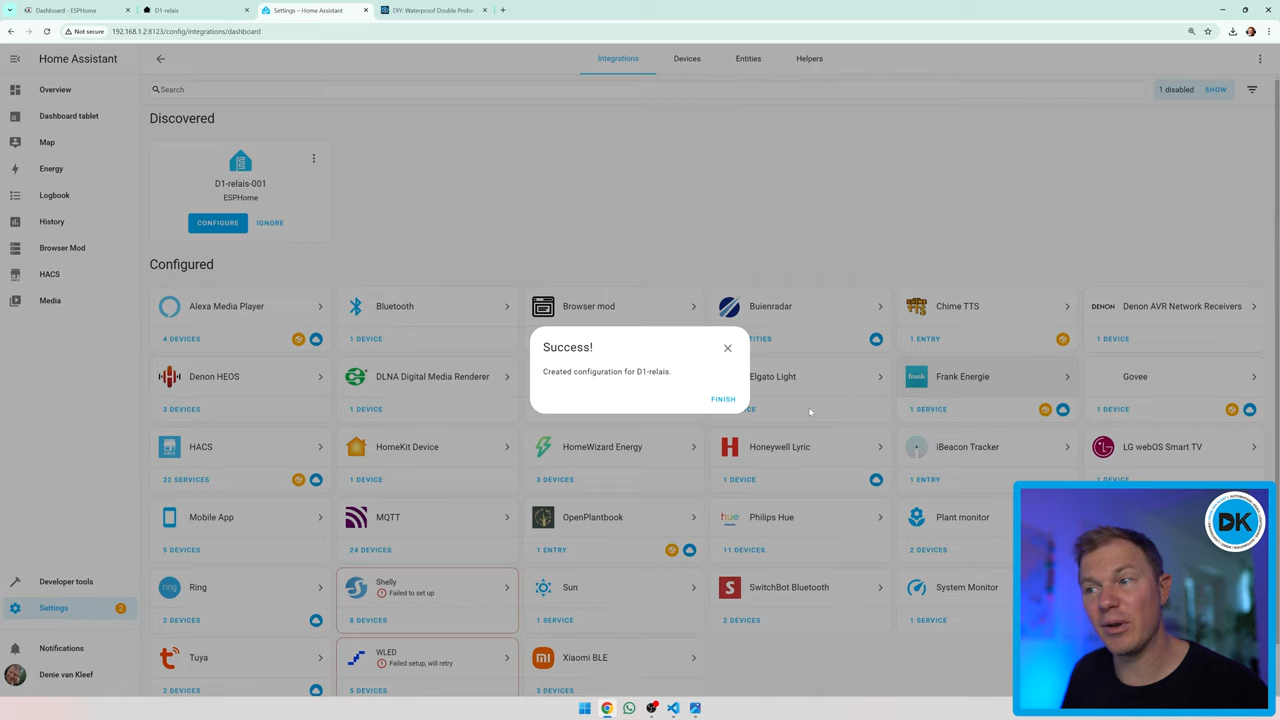 Dashboard - ESPHome
D1-relais
Settings – Home Assistant
DIY: Waterproof Double Probe
Not secure
192.168.1.2:8123/config/integrations/dashboard
Home Assistant
Integrations
Devices
Entities
Helpers
Overview
Dashboard tablet
Map
Energy
Logbook
History
Browser Mod
HACS
Media
Developer tools
Settings
2
Notifications
Denie van Kleef
Search
1 disabled
SHOW
Discovered
D1-relais-001
ESPHome
CONFIGURE
IGNORE
Configured
Alexa Media Player
4 DEVICES
Bluetooth
1 DEVICE
Browser mod
Buienradar
TITIES
Chime TTS
1 ENTRY
DENON
Denon AVR Network Receivers
1 DEVICE
Success!
Created configuration for D1-relais.
FINISH
Denon HEOS
3 DEVICES
DLNA Digital Media Renderer
1 DEVICE
Elgato Light
CE
frank
Frank Energie
1 SERVICE
Govee
1 DEVICE
HACS
22 SERVICES
HomeKit Device
1 DEVICE
HomeWizard Energy
3 DEVICES
Honeywell Lyric
1 DEVICE
iBeacon Tracker
1 ENTRY
LG webOS Smart TV
1 DEVICE
Mobile App
5 DEVICES
MQTT
24 DEVICES
OpenPlantbook
1 ENTRY
hue
Philips Hue
11 DEVICES
Plant monitor
2 DEVICES
ring
Ring
2 DEVICES
Shelly
Failed to set up
8 DEVICES
Sun
1 SERVICE
SwitchBot Bluetooth
2 DEVICES
System Monitor
1 SERVICE
Tuya
2 DEVICES
WLED
Failed setup, will retry
5 DEVICES
Xiaomi BLE
3 DEVICES
DK